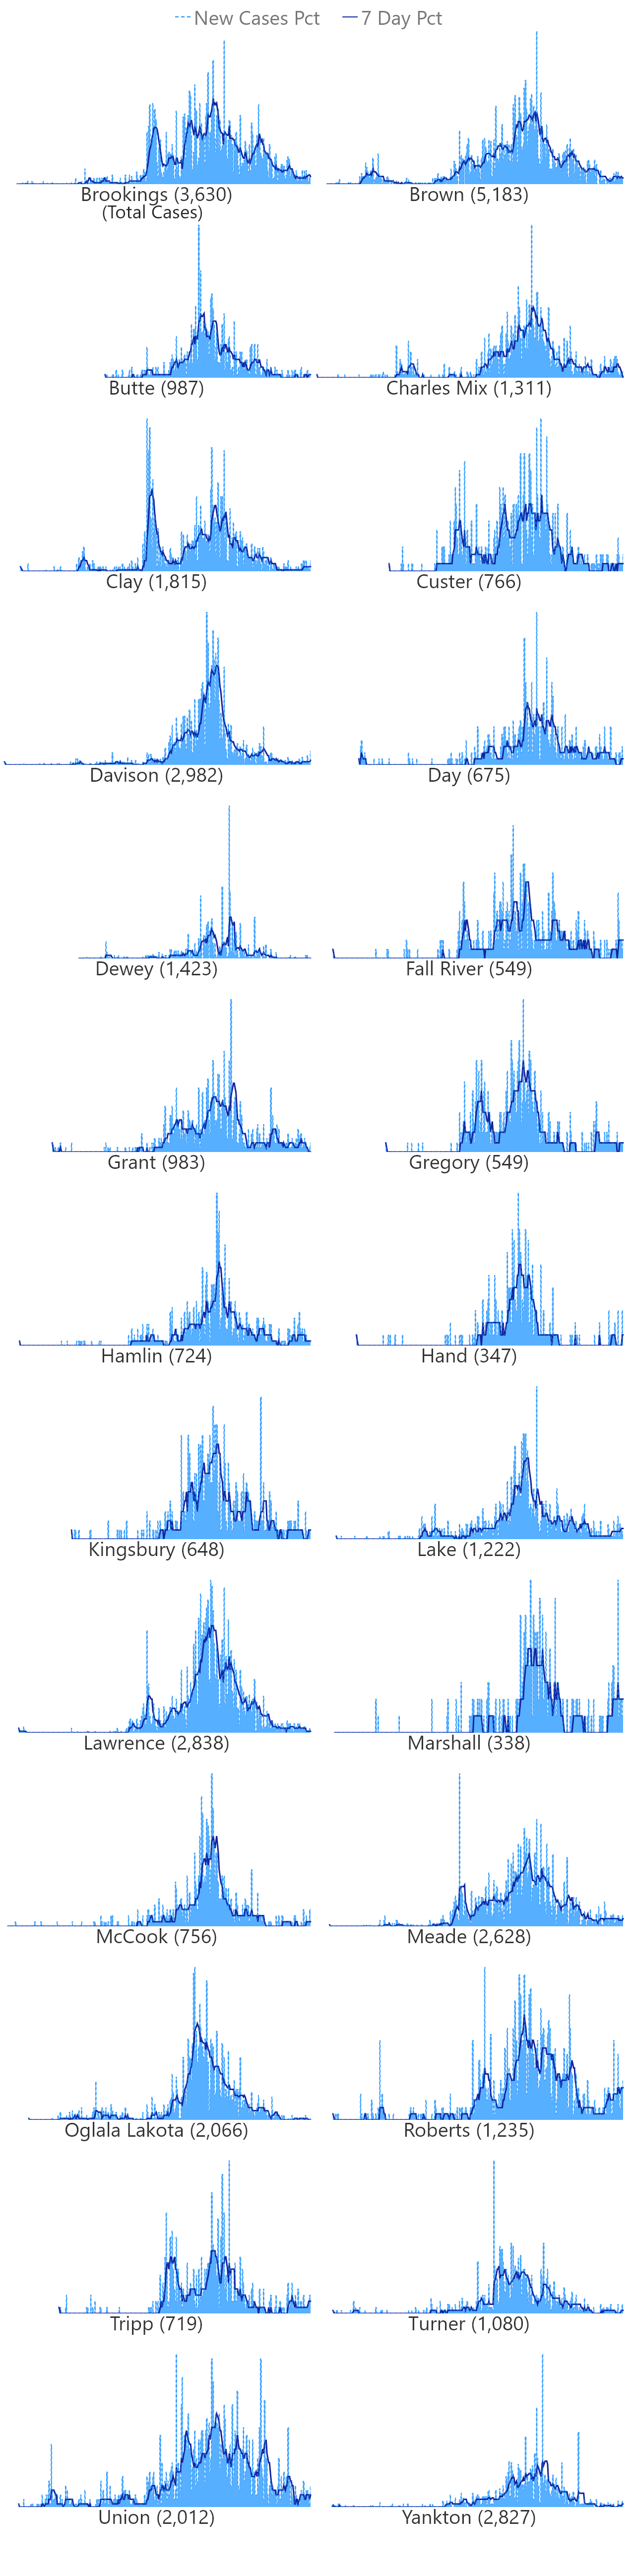 New Cases Pct 7 Day Pct
Brookings (3,630) Brown (5,183)
(Total Cases)
Butte (987) Charles Mix (1,311)
Clay (1,815) Custer (766)
Davison (2,982) Day (675)
Dewey (1,423) Fall River (549)
Grant (983) Gregory (549)
Hamlin (724) Hand (347)
Kingsbury (648) Lake (1,222)
Lawrence (2,838) Marshall (338)
McCook (756) Meade (2,628)
Oglala Lakota (2,066) Roberts (1,235)
Tripp (719) Turner (1,080)
Union (2,012) Yankton (2,827)